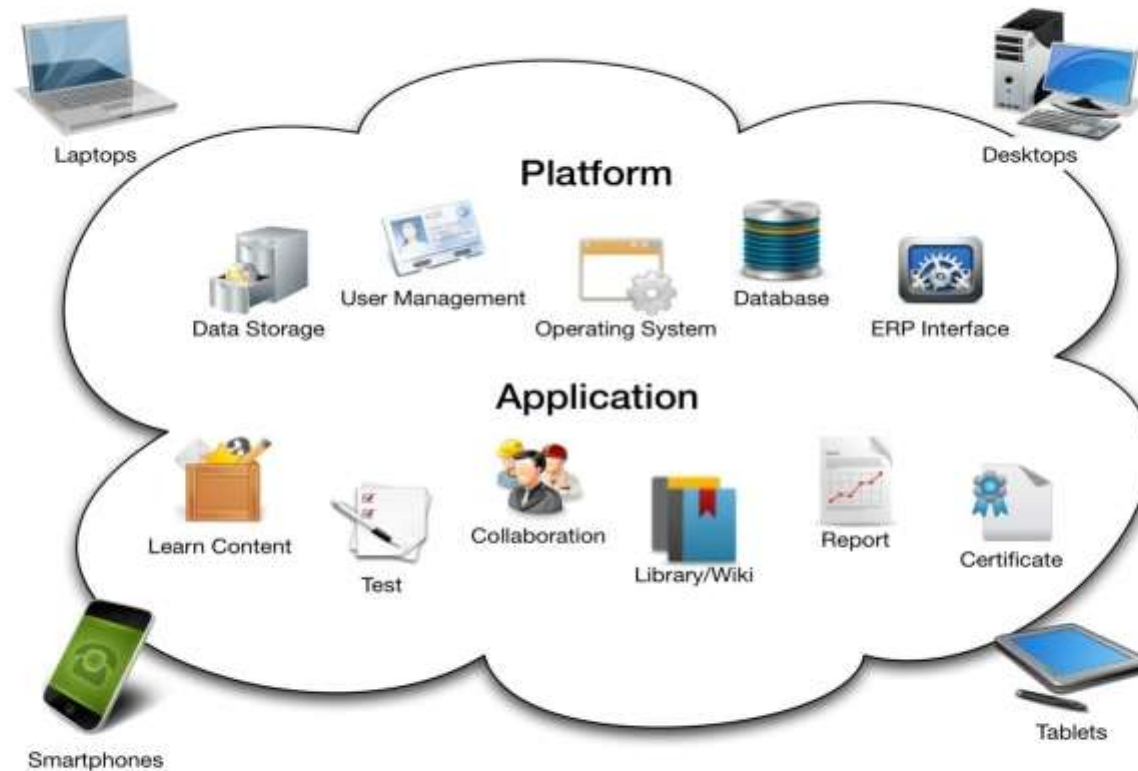 Laptops
Desktops
Platform
Data Storage
User Management
Operating System
Database
ERP Interface
Application
Learn Content
Test
Collaboration
Library/Wiki
Report
Certificate
Smartphones
Tablets